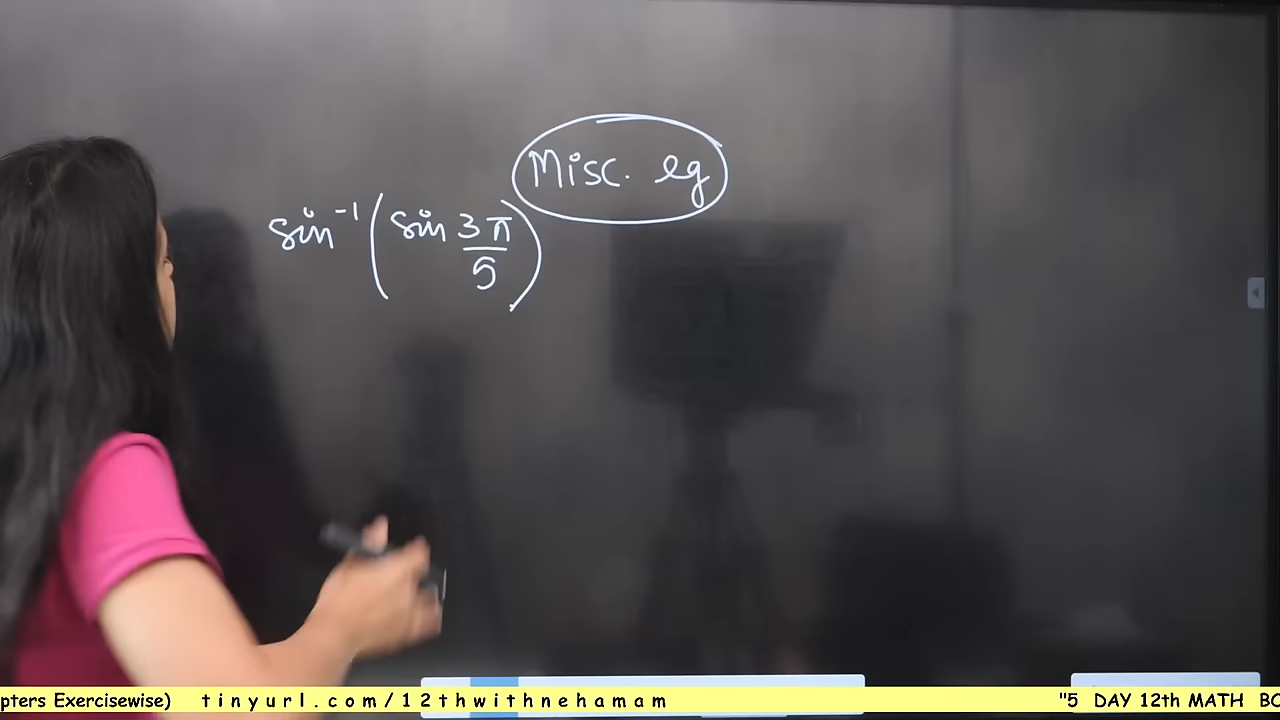 Misc. eg
sin⁻¹(sin 3π/5)
pters Exercisewise) tinyurl.com/12thwithnehamam "5 DAY 12th MATH BC